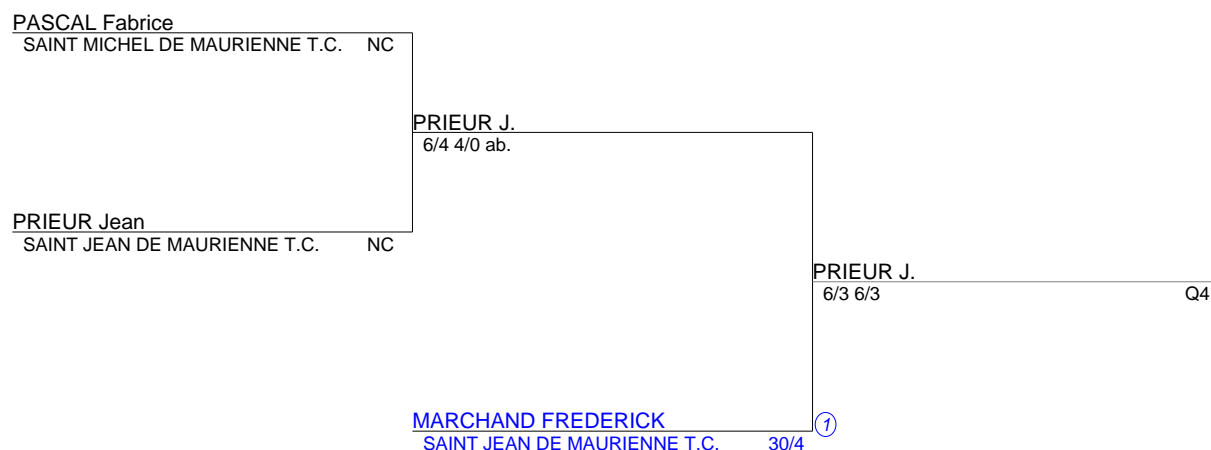 PASCAL Fabrice
SAINT MICHEL DE MAURIENNE T.C. NC
PRIEUR J.
6/4 4/0 ab.
PRIEUR Jean
SAINT JEAN DE MAURIENNE T.C. NC
PRIEUR J.
6/3 6/3 Q4
MARCHAND FREDERICK 1
SAINT JEAN DE MAURIENNE T.C. 30/4